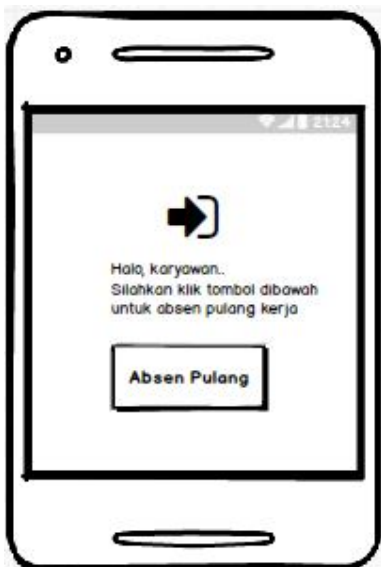 21:24
Halo, karyawan..
Silahkan klik tombol dibawah
untuk absen pulang kerja
Absen Pulang